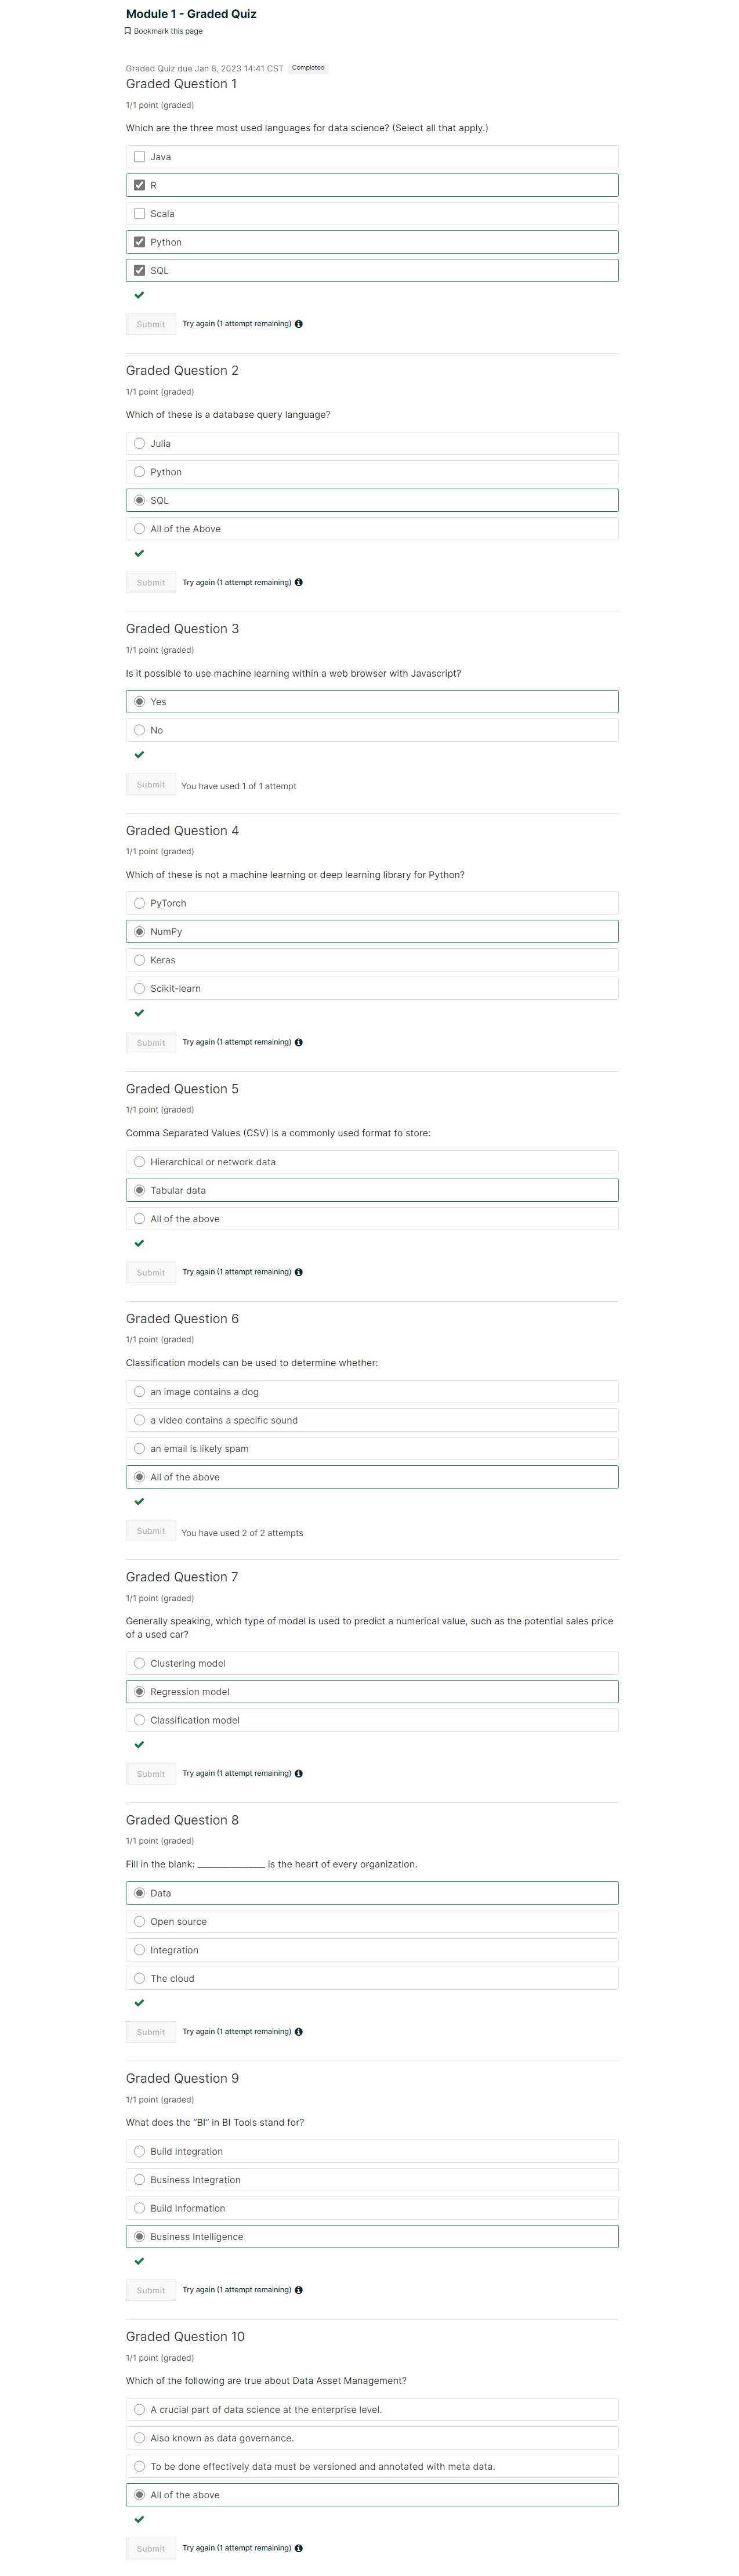 Module 1 - Graded Quiz
Bookmark this page
Graded Quiz due Jan 8, 2023 14:41 CST Completed
Graded Question 1
1/1 point (graded)
Which are the three most used languages for data science? (Select all that apply.)
Java
R
Scala
Python
SQL
Submit Try again (1 attempt remaining)
Graded Question 2
1/1 point (graded)
Which of these is a database query language?
Julia
Python
SQL
All of the Above
Submit Try again (1 attempt remaining)
Graded Question 3
1/1 point (graded)
Is it possible to use machine learning within a web browser with Javascript?
Yes
No
Submit You have used 1 of 1 attempt
Graded Question 4
1/1 point (graded)
Which of these is not a machine learning or deep learning library for Python?
PyTorch
NumPy
Keras
Scikit-learn
Submit Try again (1 attempt remaining)
Graded Question 5
1/1 point (graded)
Comma Separated Values (CSV) is a commonly used format to store:
Hierarchical or network data
Tabular data
All of the above
Submit Try again (1 attempt remaining)
Graded Question 6
1/1 point (graded)
Classification models can be used to determine whether:
an image contains a dog
a video contains a specific sound
an email is likely spam
All of the above
Submit You have used 2 of 2 attempts
Graded Question 7
1/1 point (graded)
Generally speaking, which type of model is used to predict a numerical value, such as the potential sales price
of a used car?
Clustering model
Regression model
Classification model
Submit Try again (1 attempt remaining)
Graded Question 8
1/1 point (graded)
Fill in the blank: _______________ is the heart of every organization.
Data
Open source
Integration
The cloud
Submit Try again (1 attempt remaining)
Graded Question 9
1/1 point (graded)
What does the “BI” in BI Tools stand for?
Build Integration
Business Integration
Build Information
Business Intelligence
Submit Try again (1 attempt remaining)
Graded Question 10
1/1 point (graded)
Which of the following are true about Data Asset Management?
A crucial part of data science at the enterprise level.
Also known as data governance.
To be done effectively data must be versioned and annotated with meta data.
All of the above
Submit Try again (1 attempt remaining)